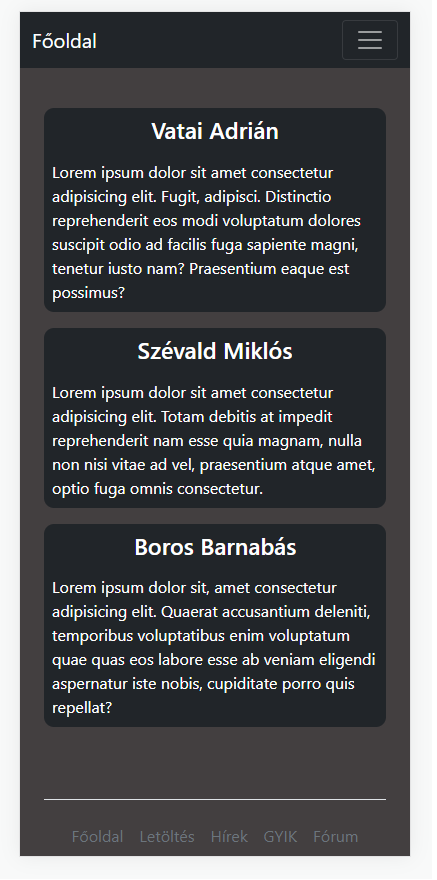 Főoldal
Vatai Adrián
Lorem ipsum dolor sit amet consectetur
adipisicing elit. Fugit, adipisci. Distinctio
reprehenderit eos modi voluptatum dolores
suscipit odio ad facilis fuga sapiente magni,
tenetur iusto nam? Praesentium eaque est
possimus?
Szévald Miklós
Lorem ipsum dolor sit amet consectetur
adipisicing elit. Totam debitis at impedit
reprehenderit nam esse quia magnam, nulla
non nisi vitae ad vel, praesentium atque amet,
optio fuga omnis consectetur.
Boros Barnabás
Lorem ipsum dolor sit, amet consectetur
adipisicing elit. Quaerat accusantium deleniti,
temporibus voluptatibus enim voluptatum
quae quas eos labore esse ab veniam eligendi
aspernatur iste nobis, cupiditate porro quis
repellat?
Főoldal Letöltés Hírek GYIK Fórum